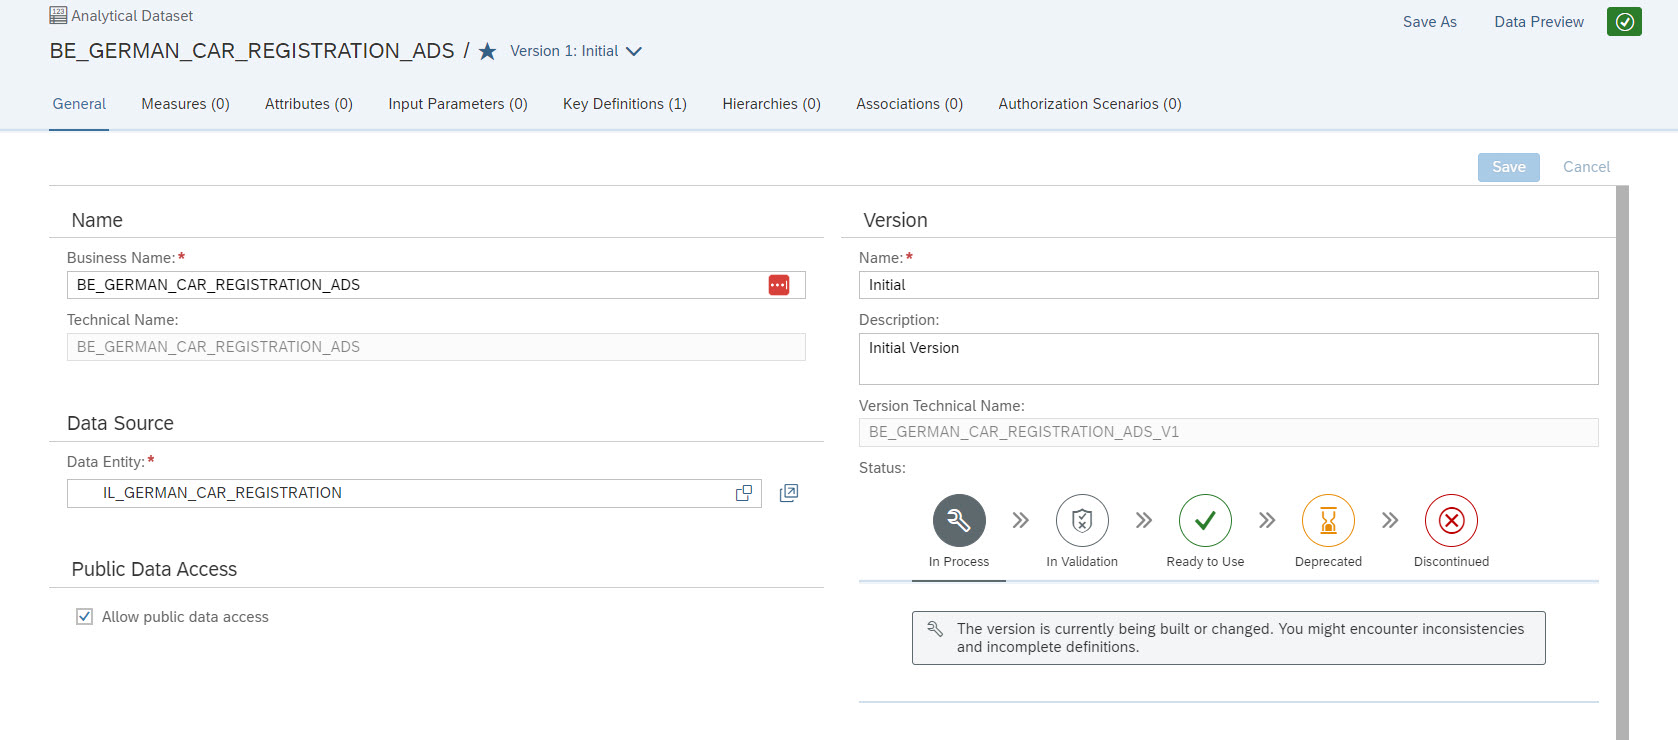 123 Analytical Dataset
Save As Data Preview
BE_GERMAN_CAR_REGISTRATION_ADS / ★ Version 1: Initial
General Measures (0) Attributes (0) Input Parameters (0) Key Definitions (1) Hierarchies (0) Associations (0) Authorization Scenarios (0)
Save Cancel
Name
Business Name:*
BE_GERMAN_CAR_REGISTRATION_ADS
Technical Name:
BE_GERMAN_CAR_REGISTRATION_ADS
Data Source
Data Entity:*
IL_GERMAN_CAR_REGISTRATION
Public Data Access
Allow public data access
Version
Name:*
Initial
Description:
Initial Version
Version Technical Name:
BE_GERMAN_CAR_REGISTRATION_ADS_V1
Status:
In Process In Validation Ready to Use Deprecated Discontinued
The version is currently being built or changed. You might encounter inconsistencies
and incomplete definitions.